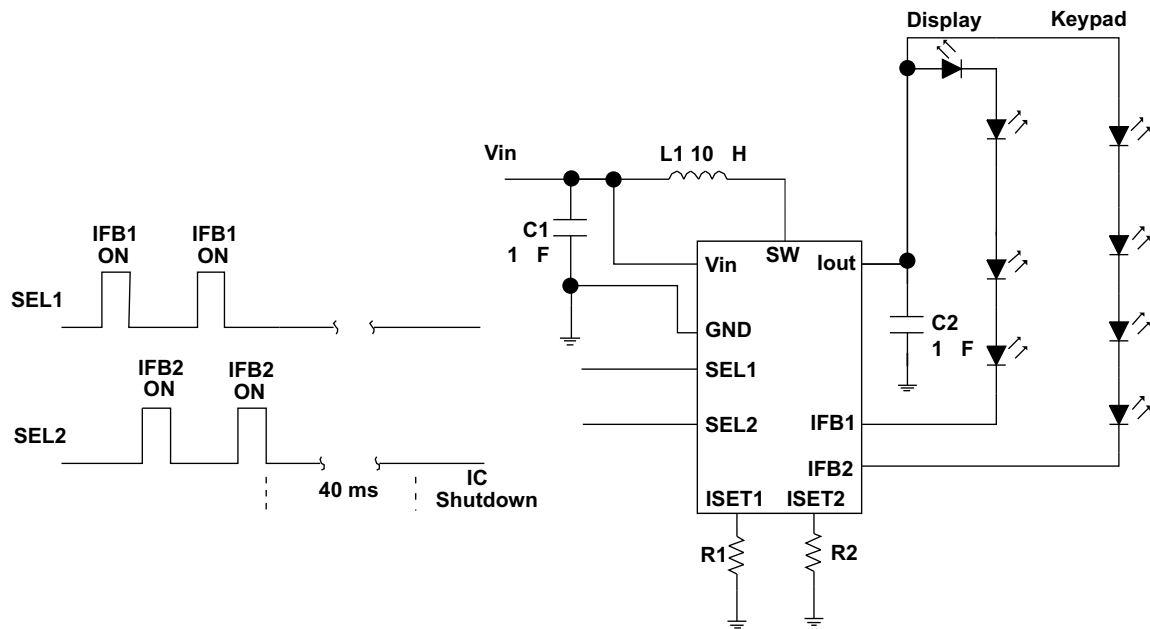 Display
Keypad
Vin
L1 10 H
C1
1 F
SW
Vin
Iout
GND
SEL1
SEL2
IFB1
IFB2
ISET1
ISET2
C2
1 F
R1
R2
IFB1
ON
IFB1
ON
SEL1
IFB2
ON
IFB2
ON
SEL2
40 ms
IC
Shutdown